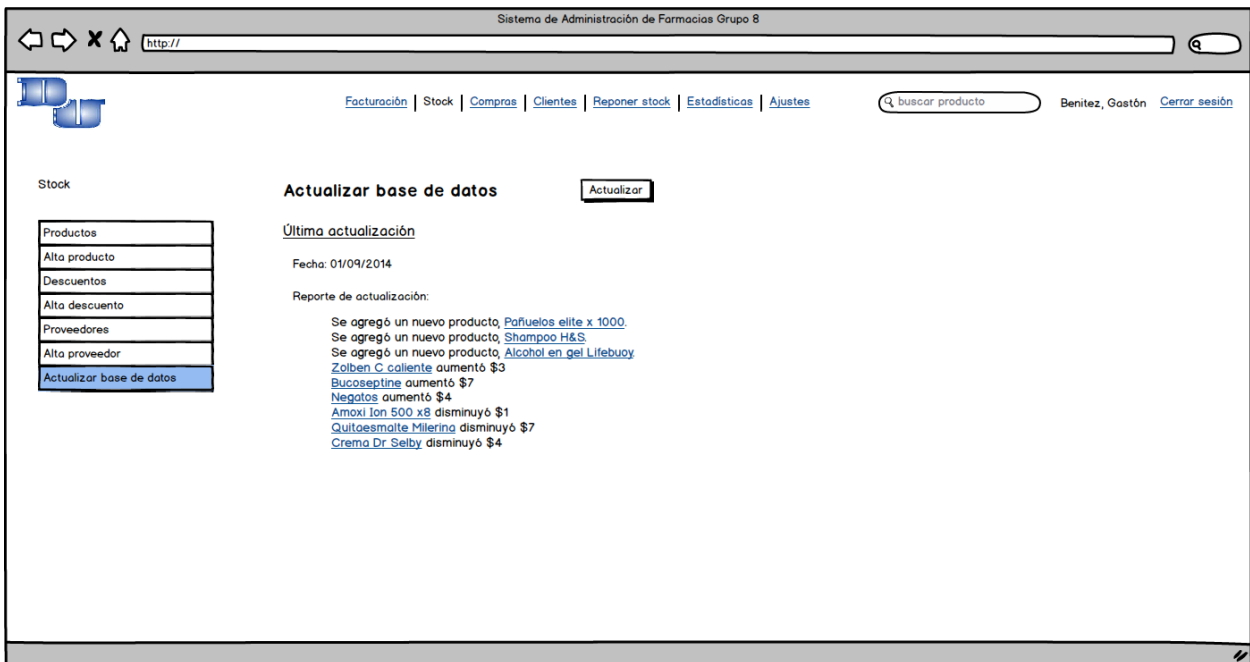 Sistema de Administración de Farmacias Grupo 8
http://
Facturación | Stock | Compras | Clientes | Reponer stock | Estadísticas | Ajustes
buscar producto
Benitez, Gastón
Cerrar sesión
Stock
Productos
Alta producto
Descuentos
Alta descuento
Proveedores
Alta proveedor
Actualizar base de datos
Actualizar base de datos
Actualizar
Última actualización
Fecha: 01/09/2014
Reporte de actualización:
Se agregó un nuevo producto, Pañuelos elite x 1000.
Se agregó un nuevo producto, Shampoo H&S.
Se agregó un nuevo producto, Alcohol en gel Lifebuoy.
Zolben C caliente aumentó $3
Bucoseptine aumentó $7
Negatos aumentó $4
Amoxi Ion 500 x8 disminuyó $1
Quitaesmalte Milerina disminuyó $7
Crema Dr Selby disminuyó $4